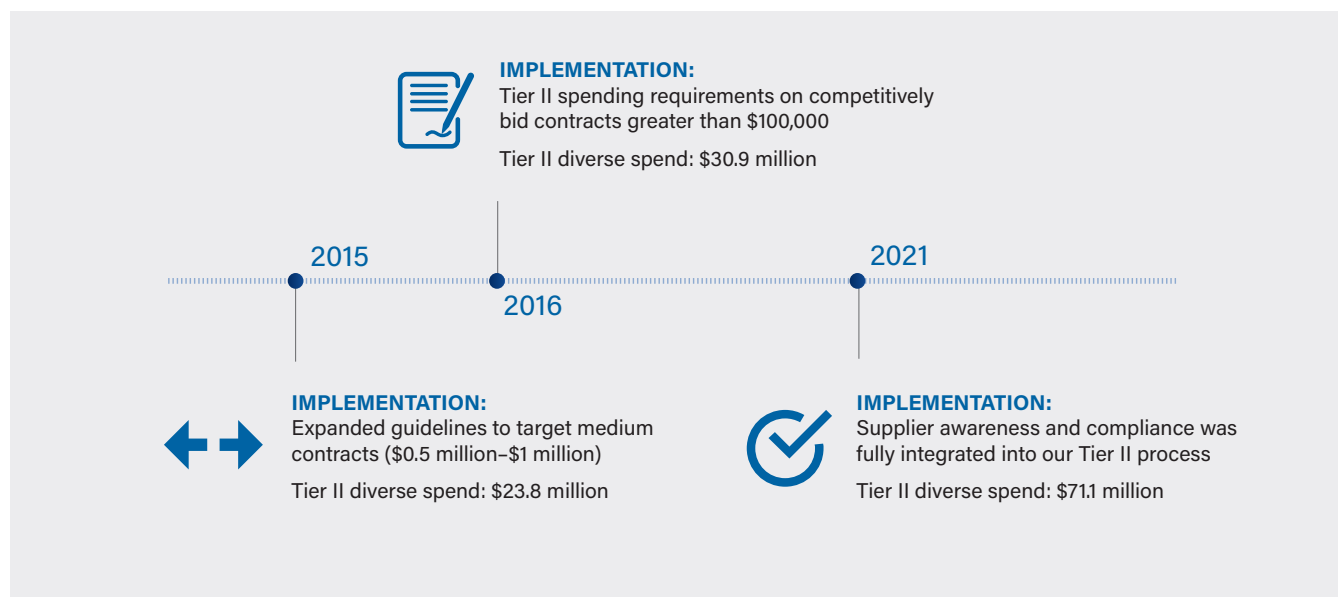 IMPLEMENTATION:
Tier II spending requirements on competitively
bid contracts greater than $100,000
Tier II diverse spend: $30.9 million
2015
2016
2021
IMPLEMENTATION:
Expanded guidelines to target medium
contracts ($0.5 million–$1 million)
Tier II diverse spend: $23.8 million
IMPLEMENTATION:
Supplier awareness and compliance was
fully integrated into our Tier II process
Tier II diverse spend: $71.1 million